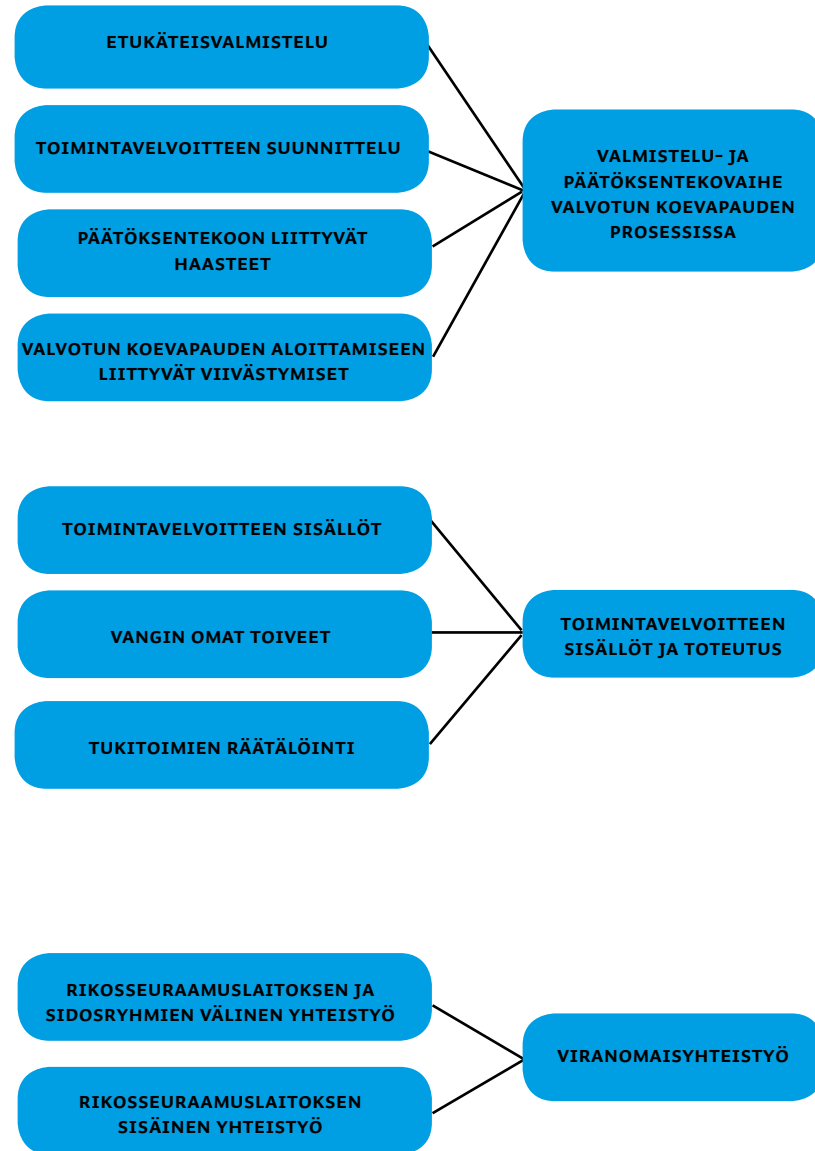 ETUKÄTEISVALMISTELU
TOIMINTAVELVOITTEEN SUUNNITTELU
PÄÄTÖKSENTEKOON LIITTYVÄT
HAASTEET
VALVOTUN KOEVAPAUDEN ALOITTAMISEEN
LIITTYVÄT VIIVÄSTYMISET
VALMISTELU- JA
PÄÄTÖKSENTEKOVAIHE
VALVOTUN KOEVAPAUDEN
PROSESSISSA
TOIMINTAVELVOITTEEN SISÄLLÖT
VANGIN OMAT TOIVEET
TUKITOIMIEN RÄÄTÄLÖINTI
TOIMINTAVELVOITTEEN
SISÄLLÖT JA TOTEUTUS
RIKOSSEURAAMUSLAITOKSEN JA
SIDOSRYHMIEN VÄLINEN YHTEISTYÖ
RIKOSSEURAAMUSLAITOKSEN
SISÄINEN YHTEISTYÖ
VIRANOMAISYHTEISTYÖ